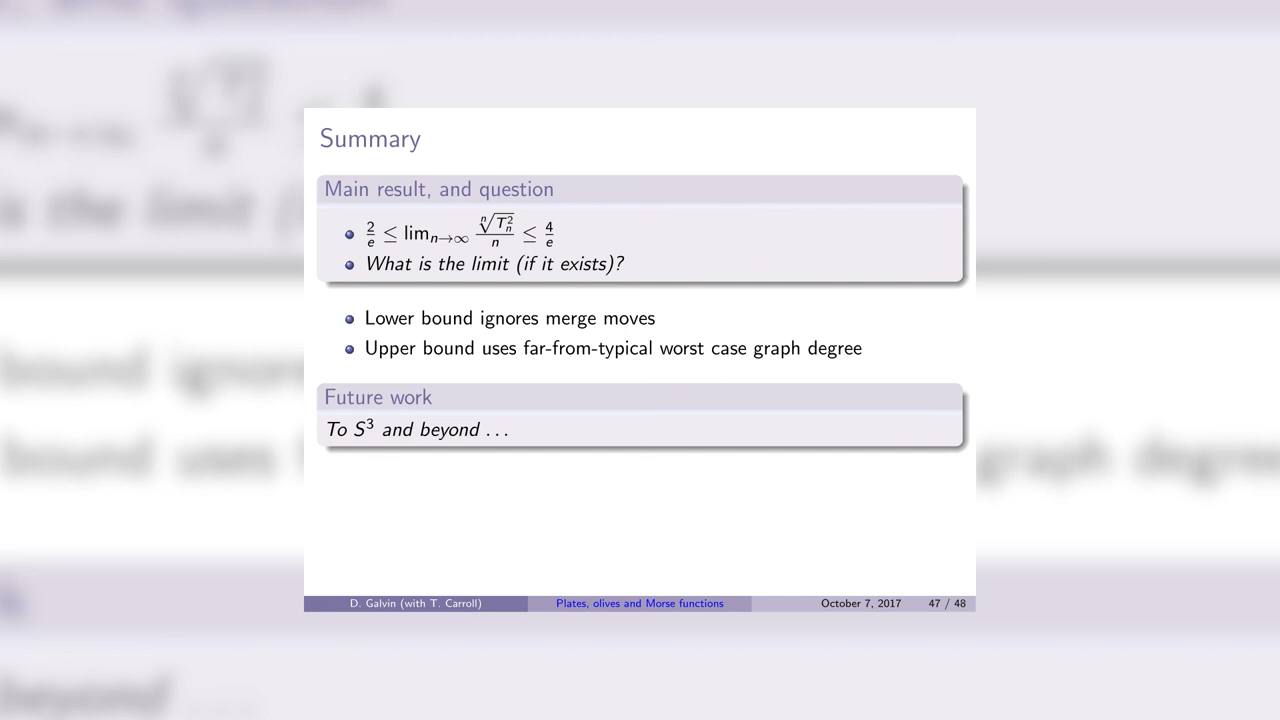 Summary
Main result, and question
2/e ≤ lim_{n→∞} ⁿ√T_n^2 / n ≤ 4/e
What is the limit (if it exists)?
Lower bound ignores merge moves
Upper bound uses far-from-typical worst case graph degree
Future work
To S³ and beyond ...
D. Galvin (with T. Carroll) Plates, olives and Morse functions October 7, 2017 47 / 48